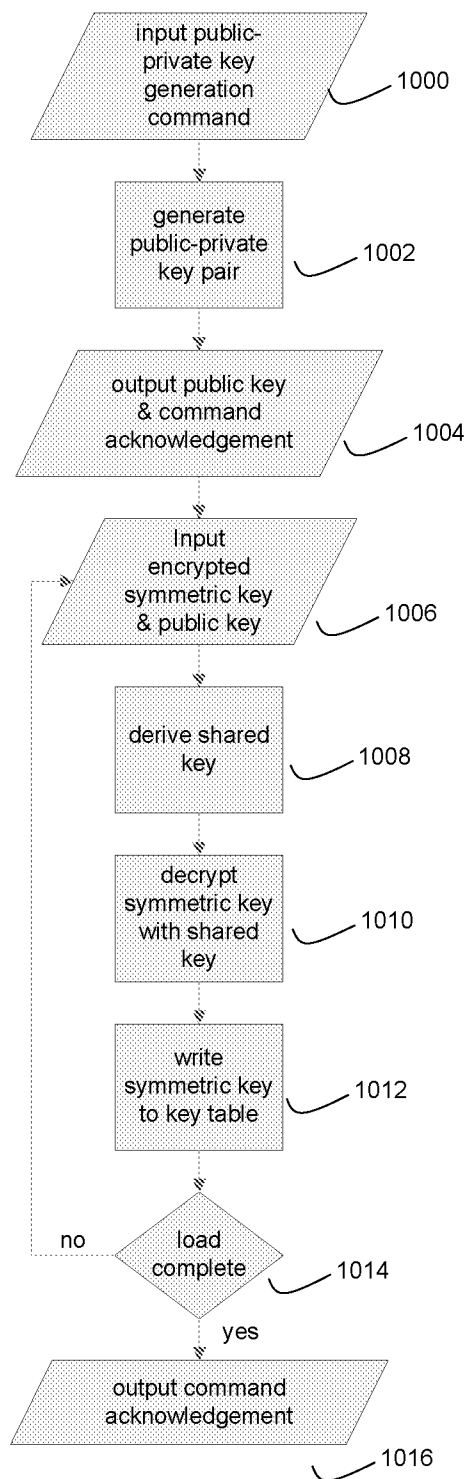 input public-
private key
generation
command
1000
generate
public-private
key pair
1002
output public key
& command
acknowledgement
1004
Input
encrypted
symmetric key
& public key
1006
derive shared
key
1008
decrypt
symmetric key
with shared
key
1010
write
symmetric key
to key table
1012
no
load
complete
1014
yes
output command
acknowledgement
1016